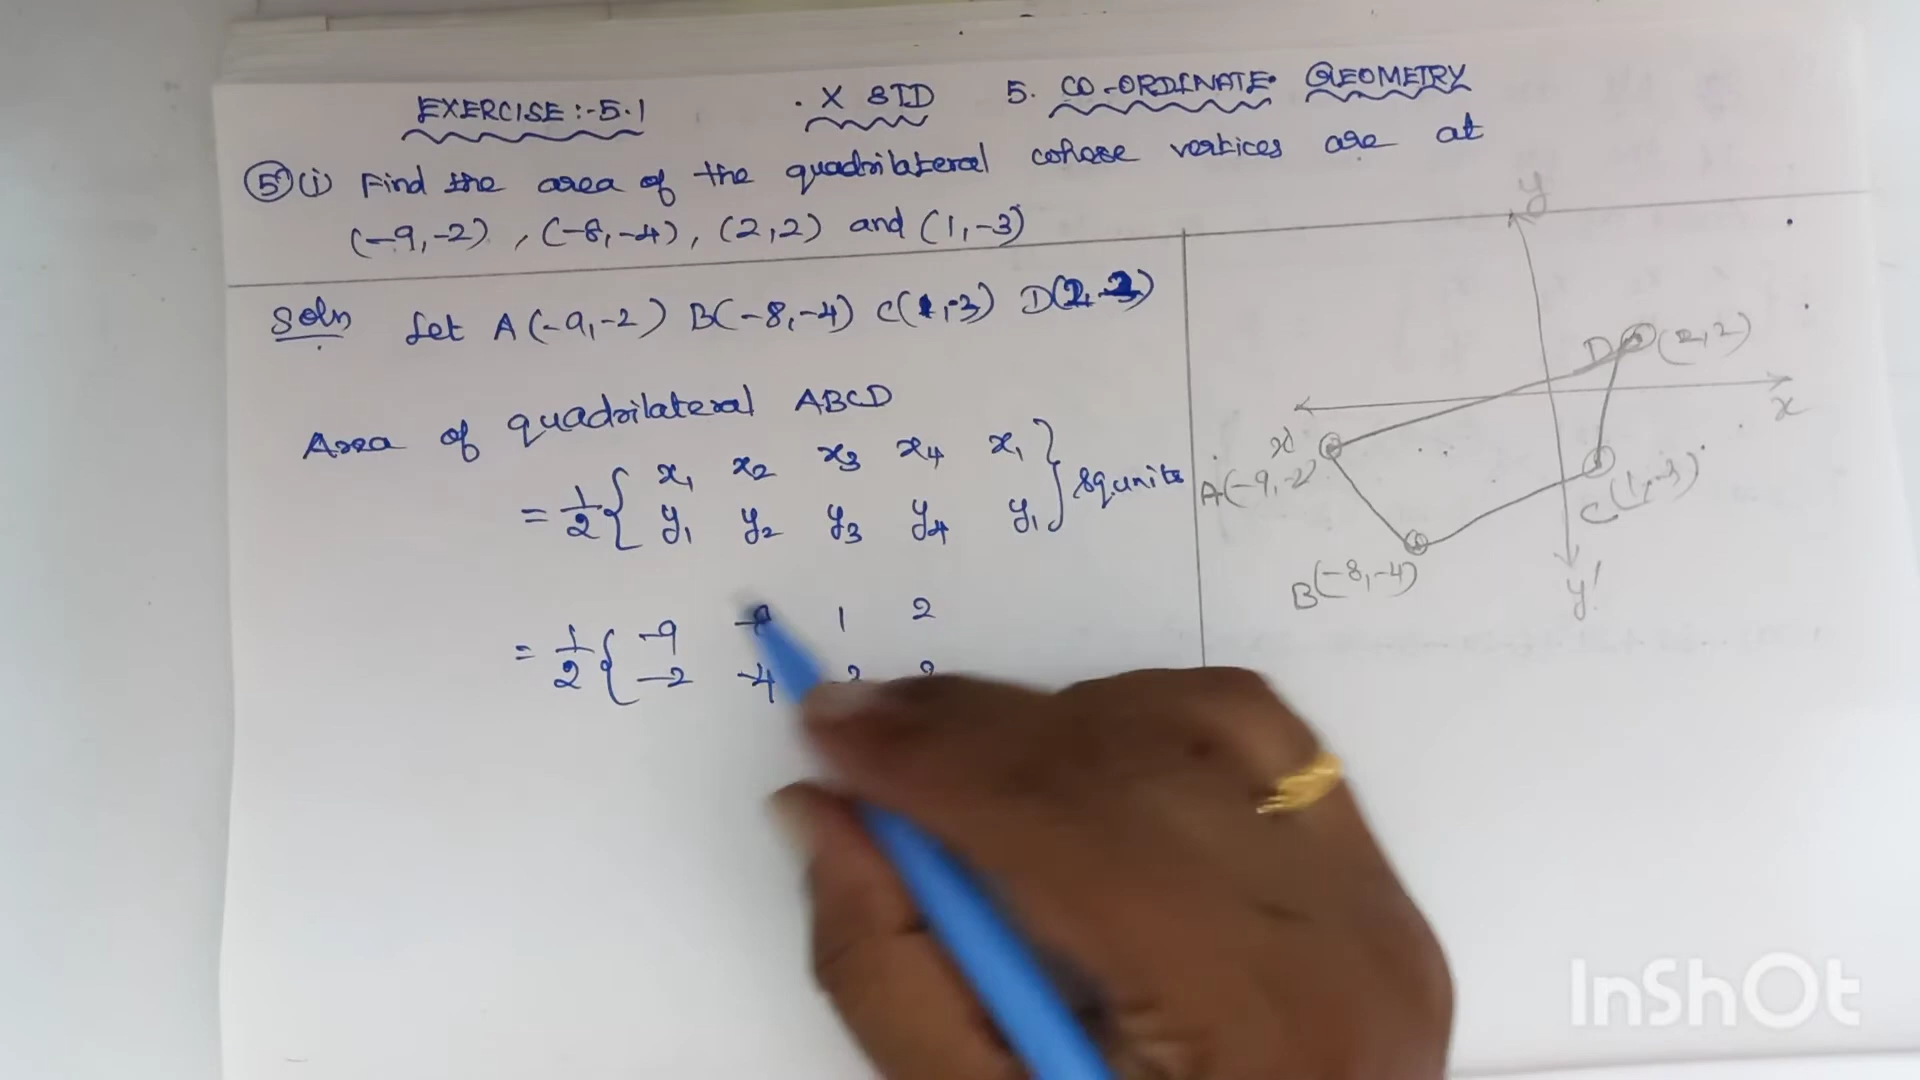 EXERCISE :- 5.1 X STD 5. CO-ORDINATE GEOMETRY
5 (i) Find the area of the quadrilateral whose vertices are at
(-9,-2), (-8,-4), (2,2) and (1,-3)
Soln Let A(-9,-2) B(-8,-4) C(1,-3) D(2,2)
Area of quadrilateral ABCD
= 1/2 { x1 x2 x3 x4 x1
y1 y2 y3 y4 y1 } sq.units
= 1/2 { -9 -8 1 2
-2 -4
y
D (2,2)
x
x'
A(-9,-2)
C(1,-3)
B(-8,-4)
y'
InShOt